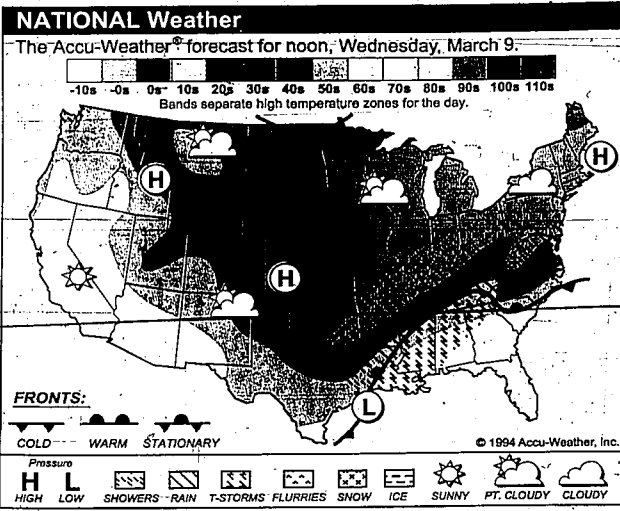 NATIONAL Weather
The Accu-Weather® forecast for noon, Wednesday, March 9.
-10s -0s 0s 10s 20s 30s 40s 50s 60s 70s 80s 90s 100s 110s
Bands separate high temperature zones for the day.
H
H
H
L
FRONTS:
COLD WARM STATIONARY
© 1994 Accu-Weather, Inc.
Pressure
H L
HIGH LOW SHOWERS RAIN T-STORMS FLURRIES SNOW ICE SUNNY PT. CLOUDY CLOUDY